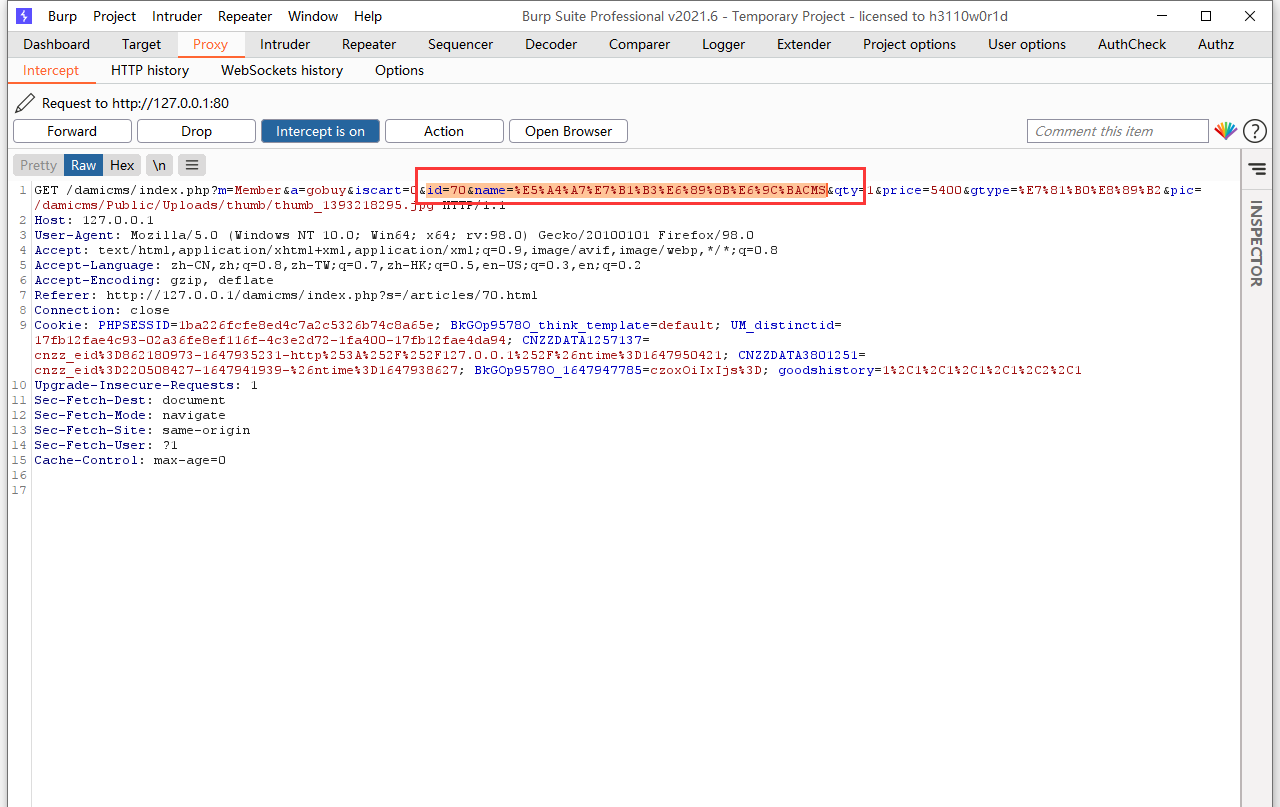 Burp Project Intruder Repeater Window Help Burp Suite Professional v2021.6 - Temporary Project - licensed to h3110w0r1d
Dashboard Target Proxy Intruder Repeater Sequencer Decoder Comparer Logger Extender Project options User options AuthCheck Authz
Intercept HTTP history WebSockets history Options
Request to http://127.0.0.1:80
Forward Drop Intercept is on Action Open Browser Comment this item ?
Pretty Raw Hex \n
INSPECTOR
1 GET /damicms/index.php?m=Member&a=gobuy&iscart=0&id=70&name=%E5%A4%A7%E7%B1%B3%E6%89%8B%E6%9C%BACMS&qty=1&price=5400&gtype=%E7%81%B0%E8%89%B2&pic=
/damicms/Public/Uploads/thumb/thumb_1393218295.jpg HTTP/1.1
2 Host: 127.0.0.1
3 User-Agent: Mozilla/5.0 (Windows NT 10.0; Win64; x64; rv:98.0) Gecko/20100101 Firefox/98.0
4 Accept: text/html,application/xhtml+xml,application/xml;q=0.9,image/avif,image/webp,*/*;q=0.8
5 Accept-Language: zh-CN,zh;q=0.8,zh-TW;q=0.7,zh-HK;q=0.5,en-US;q=0.3,en;q=0.2
6 Accept-Encoding: gzip, deflate
7 Referer: http://127.0.0.1/damicms/index.php?s=/articles/70.html
8 Connection: close
9 Cookie: PHPSESSID=1ba226fcfe8ed4c7a2c5326b74c8a65e; BkGOp9578O_think_template=default; UM_distinctid=
17fb12fae4c93-02a36fe8ef116f-4c3e2d72-1fa400-17fb12fae4da94; CNZZDATA1257137=
cnzz_eid%3D862180973-1647935231-http%253A%252F%252F127.0.0.1%252F%26ntime%3D1647950421; CNZZDATA3801251=
cnzz_eid%3D220508427-1647941939-%26ntime%3D1647938627; BkGOp9578O_1647947785=czoxOiIxIjs%3D; goodshistory=1%2C1%2C1%2C1%2C1%2C2%2C1
10 Upgrade-Insecure-Requests: 1
11 Sec-Fetch-Dest: document
12 Sec-Fetch-Mode: navigate
13 Sec-Fetch-Site: same-origin
14 Sec-Fetch-User: ?1
15 Cache-Control: max-age=0
16
17